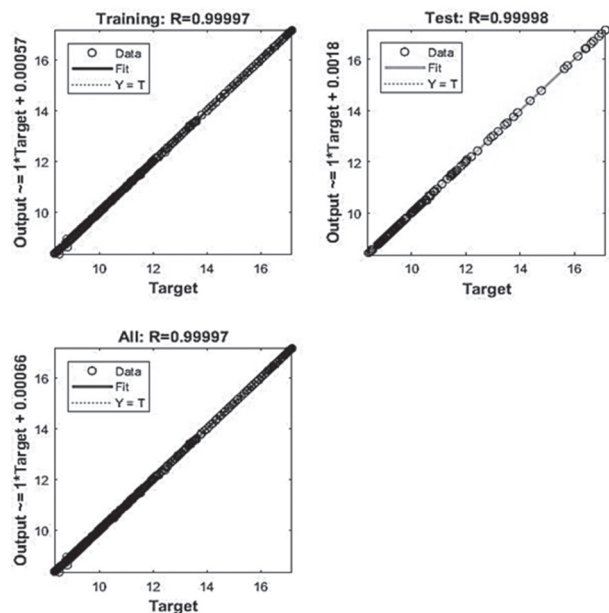 Training: R=0.99997
Output ~= 1*Target + 0.00057
Data
Fit
Y = T
16
14
12
10
10 12 14 16
Target
Test: R=0.99998
Output ~= 1*Target + 0.0018
Data
Fit
Y = T
16
14
12
10
10 12 14 16
Target
All: R=0.99997
Output ~= 1*Target + 0.00066
Data
Fit
Y = T
16
14
12
10
10 12 14 16
Target